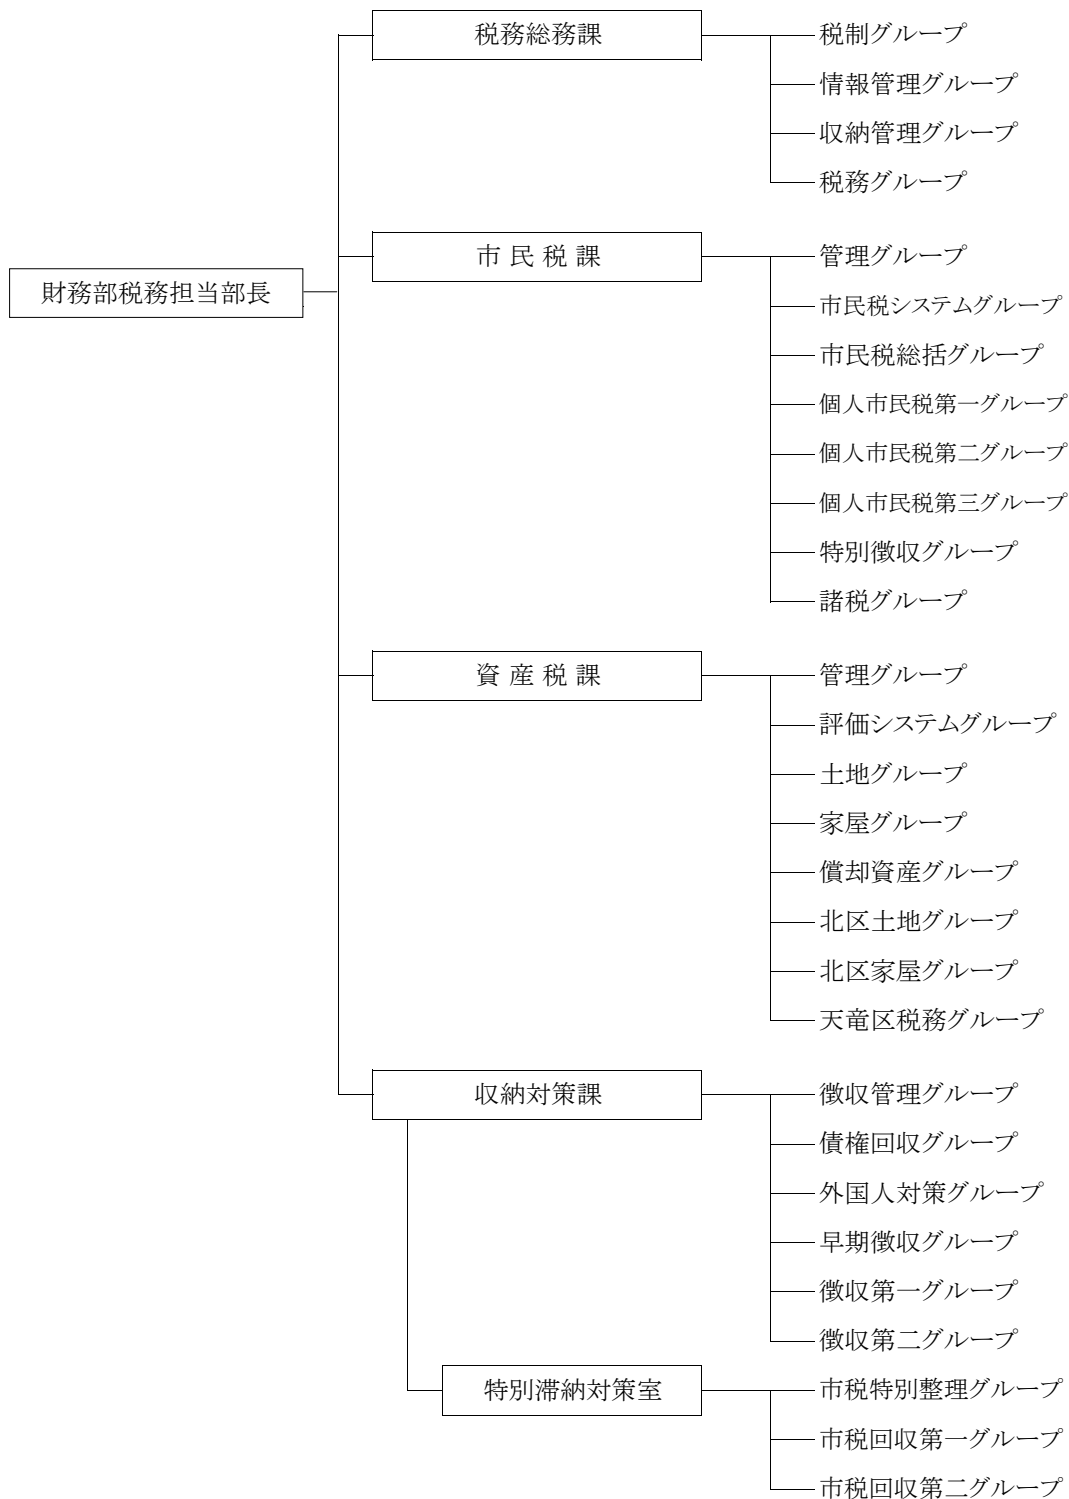 財務部税務担当部長
税務総務課
税制グループ
情報管理グループ
収納管理グループ
税務グループ
市民税課
管理グループ
市民税システムグループ
市民税総括グループ
個人市民税第一グループ
個人市民税第二グループ
個人市民税第三グループ
特別徴収グループ
諸税グループ
資産税課
管理グループ
評価システムグループ
土地グループ
家屋グループ
償却資産グループ
北区土地グループ
北区家屋グループ
天竜区税務グループ
収納対策課
徴収管理グループ
債権回収グループ
外国人対策グループ
早期徴収グループ
徴収第一グループ
徴収第二グループ
特別滞納対策室
市税特別整理グループ
市税回収第一グループ
市税回収第二グループ